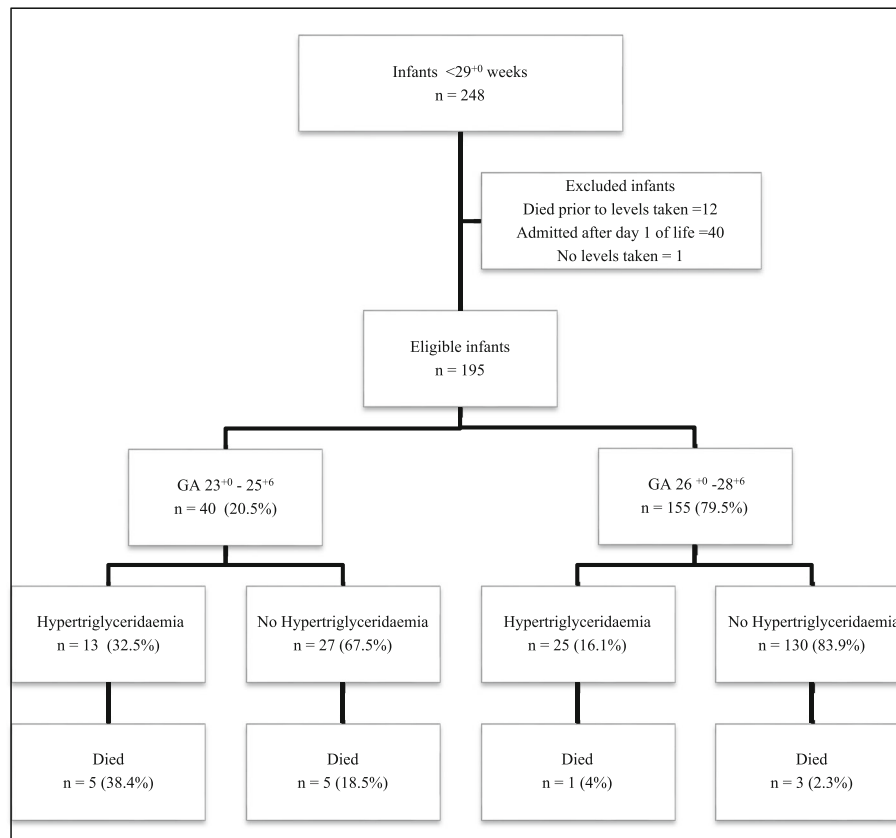 Infants <29⁺⁰ weeks
n = 248
Excluded infants
Died prior to levels taken =12
Admitted after day 1 of life =40
No levels taken = 1
Eligible infants
n = 195
GA 23⁺⁰ - 25⁺⁶
n = 40 (20.5%)
GA 26 ⁺⁰ -28⁺⁶
n = 155 (79.5%)
Hypertriglyceridaemia
n = 13 (32.5%)
No Hypertriglyceridaemia
n = 27 (67.5%)
Hypertriglyceridaemia
n = 25 (16.1%)
No Hypertriglyceridaemia
n = 130 (83.9%)
Died
n = 5 (38.4%)
Died
n = 5 (18.5%)
Died
n = 1 (4%)
Died
n = 3 (2.3%)